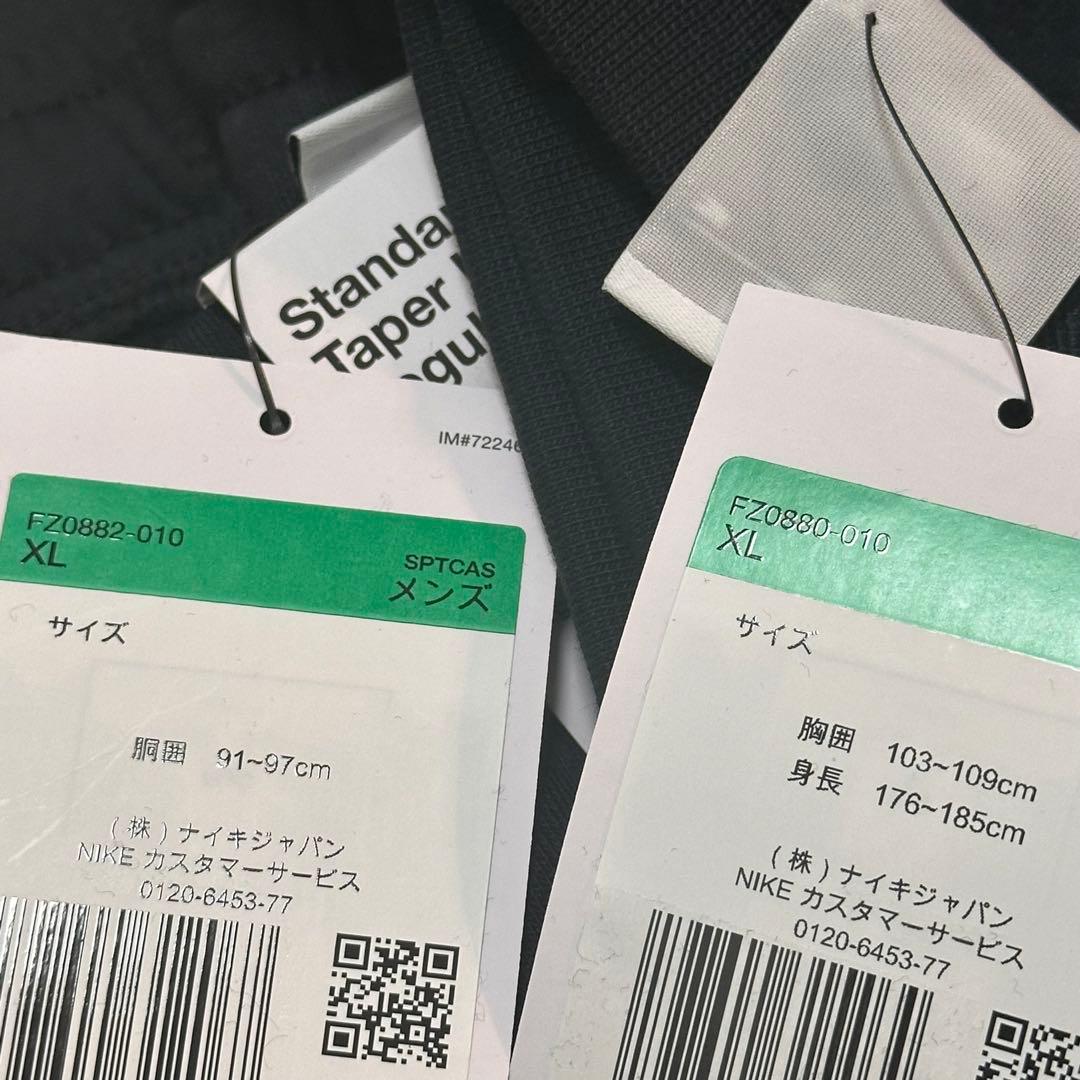 Standa
Taper
egul
IM#72246
FZ0882-010
XL
SPTCAS
メンズ
サイズ
胴囲 91~97cm
(株)ナイキジャパン
NIKE カスタマーサービス
0120-6453-77
FZ0880-010
XL
サイズ
胸囲 103~109cm
身長 176~185cm
(株)ナイキジャパン
NIKE カスタマーサービス
0120-6453-77